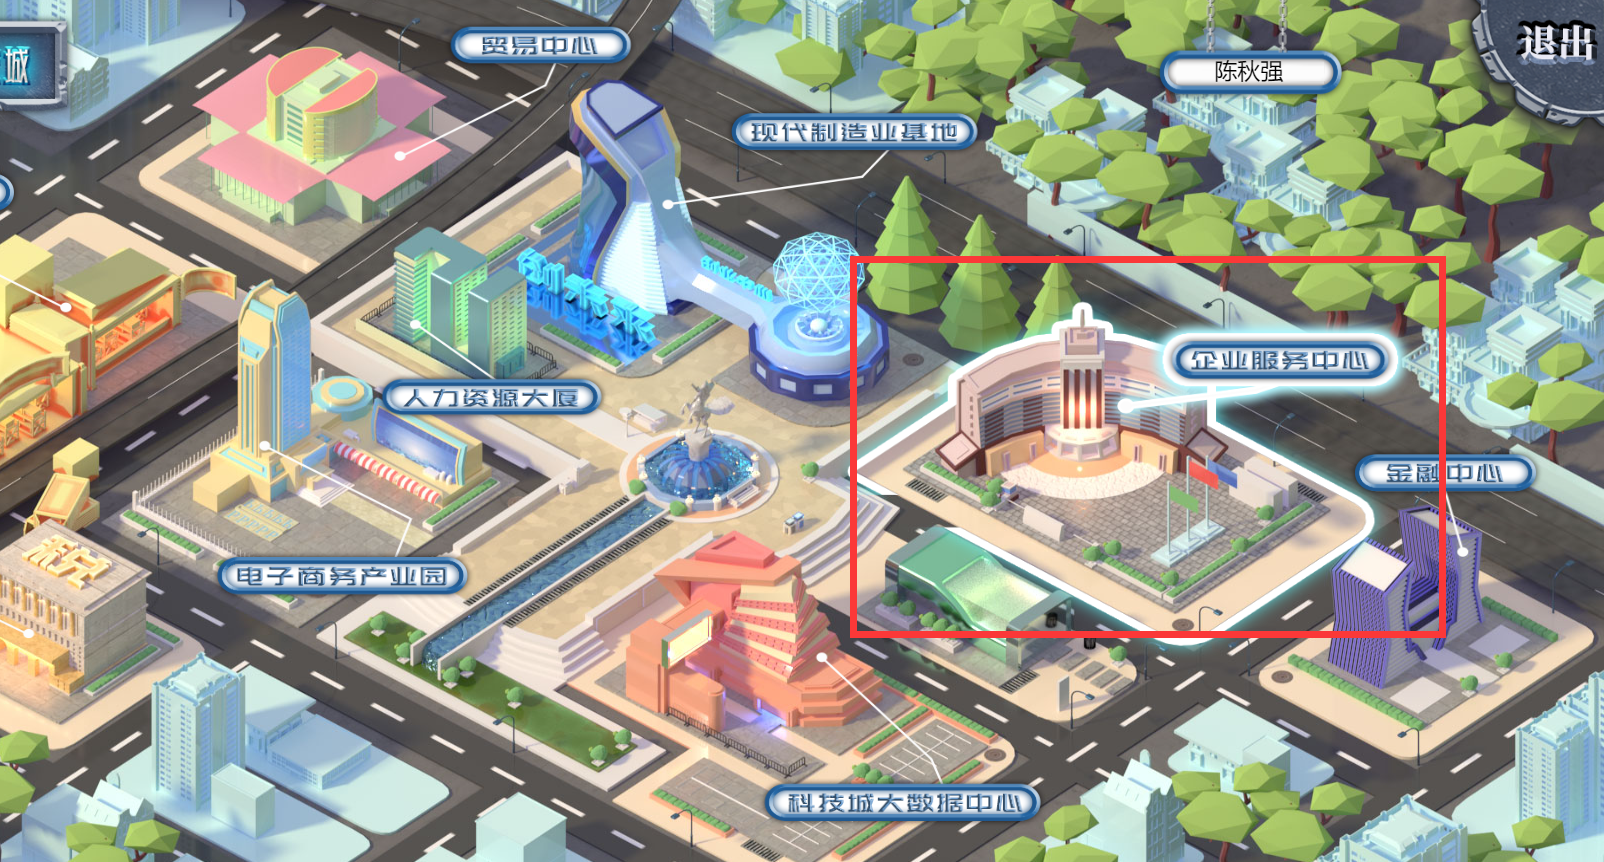 城
贸易中心
陈秋强
退出
现代制造业基地
人力资源大厦
企业服务中心
金融中心
电子商务产业园
科技城大数据中心